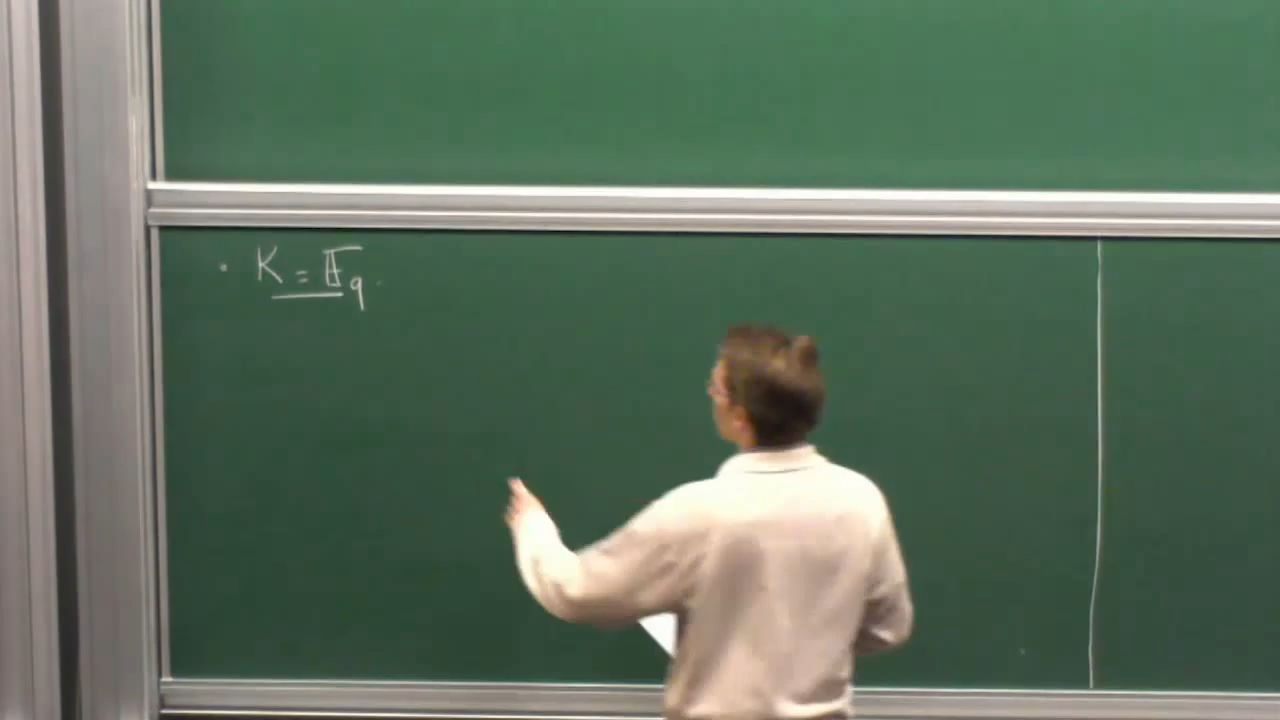 · K = 𝔽q.